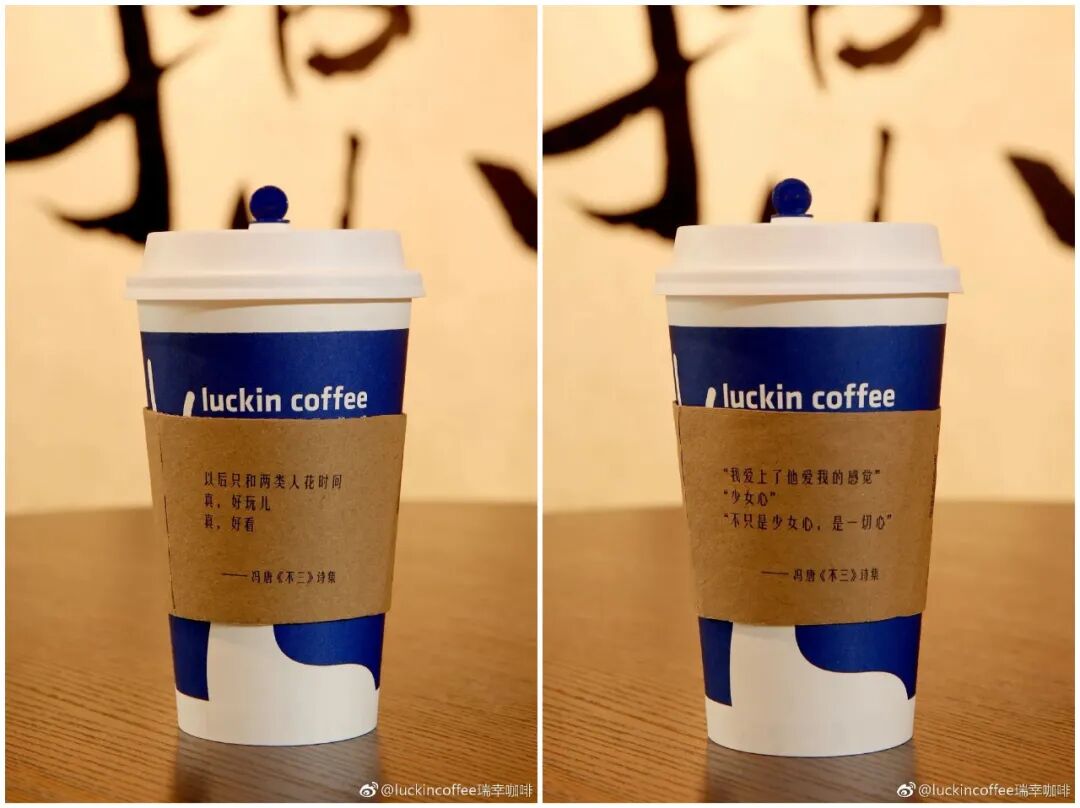 luckin coffee
以后只和两类人花时间
真，好玩儿
真，好看
——冯唐《不三》诗集
@luckincoffee瑞幸咖啡
luckin coffee
“我爱上了他爱我的感觉”
“少女心”
“不只是少女心，是一切心”
——冯唐《不三》诗集
@luckincoffee瑞幸咖啡